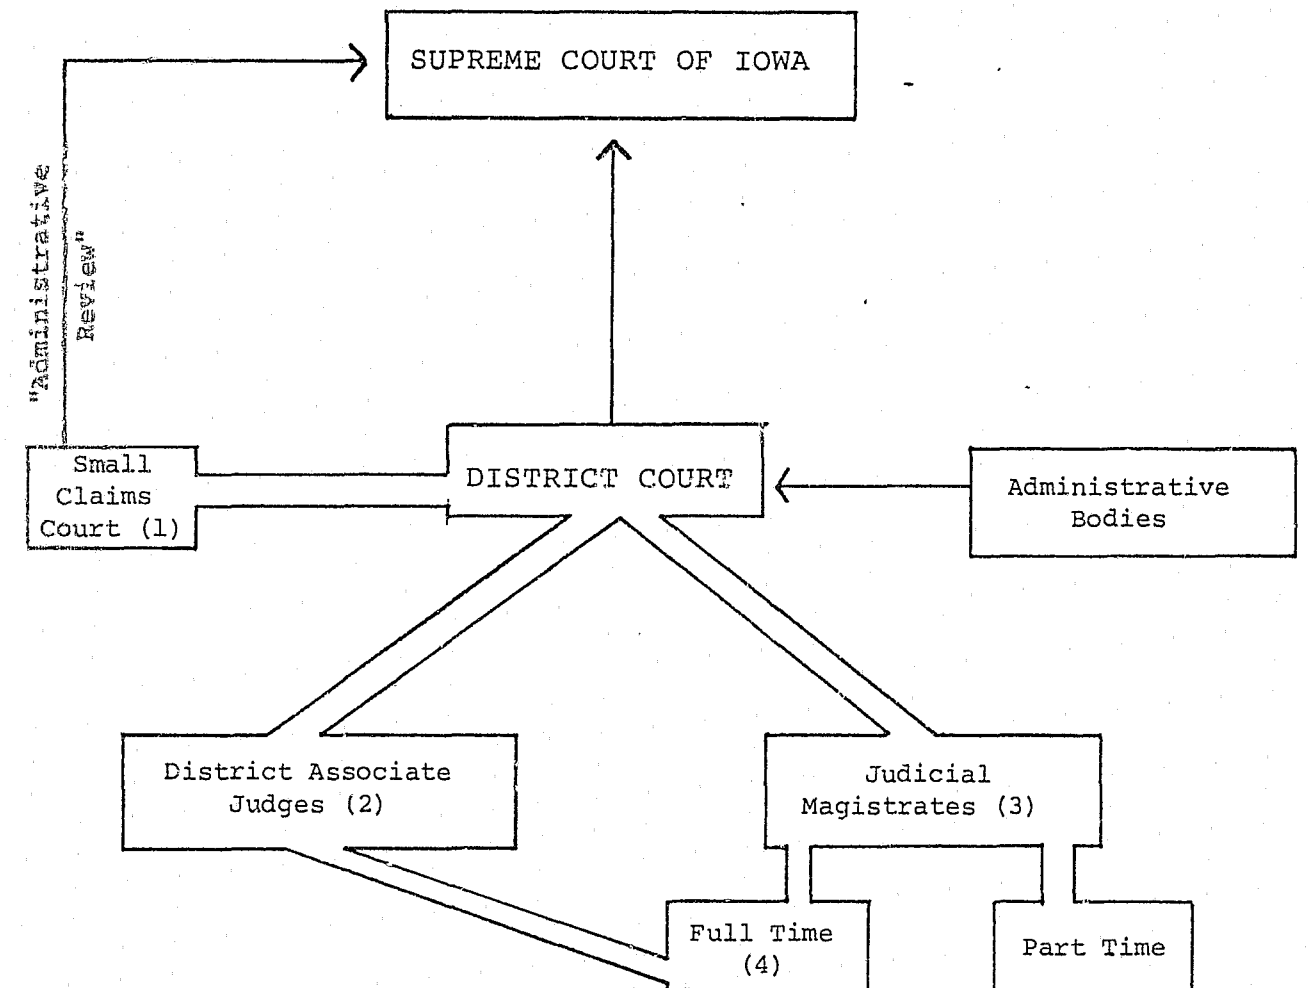 SUPREME COURT OF IOWA
"Administrative
Review"
Small
Claims
Court (1)
DISTRICT COURT
Administrative
Bodies
District Associate
Judges (2)
Judicial
Magistrates (3)
Full Time
(4)
Part Time